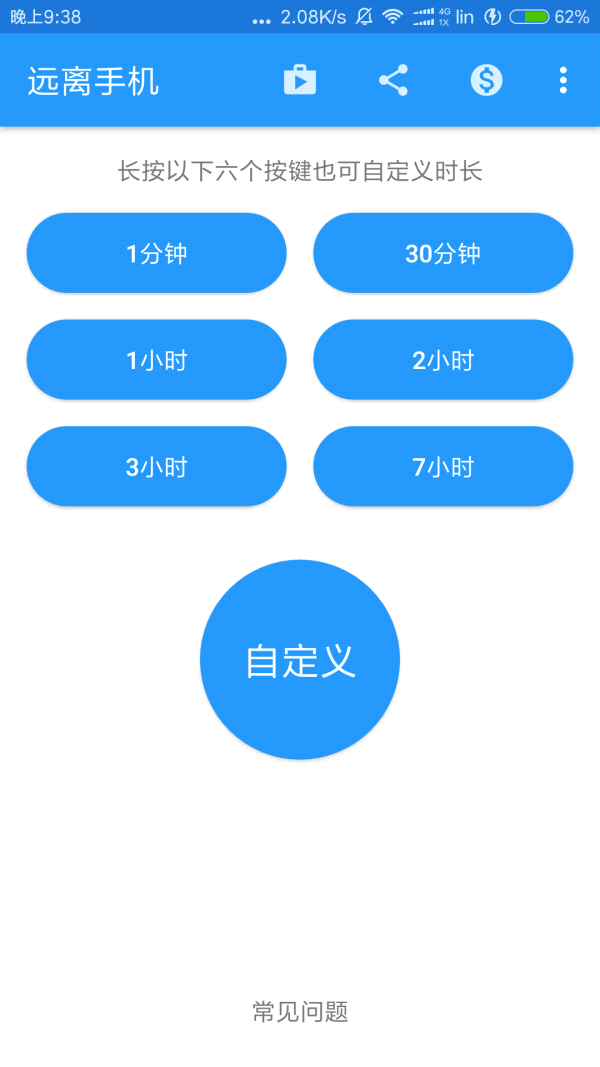 晚上9:38 ... 2.08K/s 4G 1X lin 62%
远离手机
长按以下六个按键也可自定义时长
1分钟 30分钟
1小时 2小时
3小时 7小时
自定义
常见问题